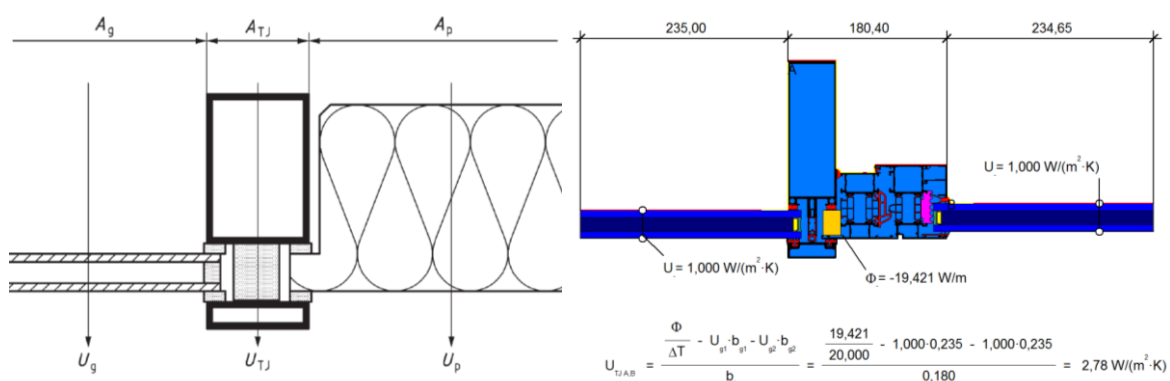 A_g A_TJ A_p
U_g U_TJ U_p
235,00 180,40 234,65
A
U = 1,000 W/(m²·K)
U = 1,000 W/(m²·K)
Φ = -19,421 W/m
U_TJ A,B = (Φ/ΔT - U_g1·b_g1 - U_g2·b_g2)/b = (19,421/20,000 - 1,000·0,235 - 1,000·0,235)/0,180 = 2,78 W/(m²·K)